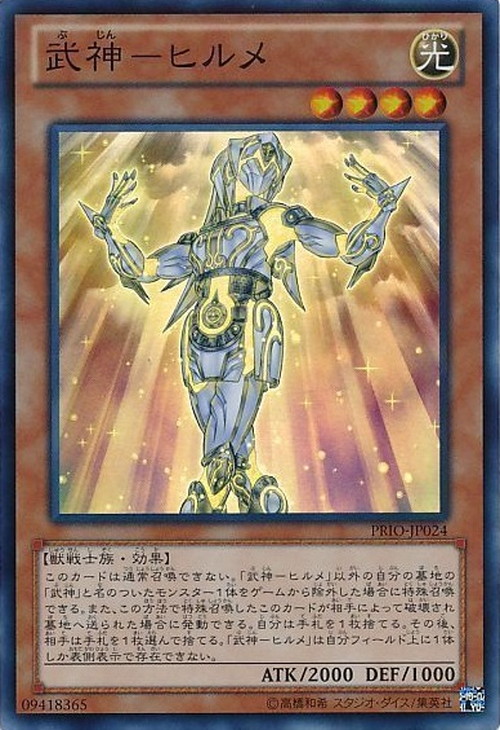 武神－ヒルメ
光
PRIO-JP024
【獣戦士族・効果】
このカードは通常召喚できない。「武神－ヒルメ」以外の自分の墓地の
「武神」と名のついたモンスター1体をゲームから除外した場合に特殊召喚
できる。また、この方法で特殊召喚したこのカードが相手によって破壊され
墓地へ送られた場合に発動できる。自分は手札を1枚捨てる。その後、
相手は手札を1枚選んで捨てる。「武神－ヒルメ」は自分フィールド上に1体
しか表側表示で存在できない。
ATK/2000 DEF/1000
09418365
©高橋和希 スタジオ・ダイス/集英社